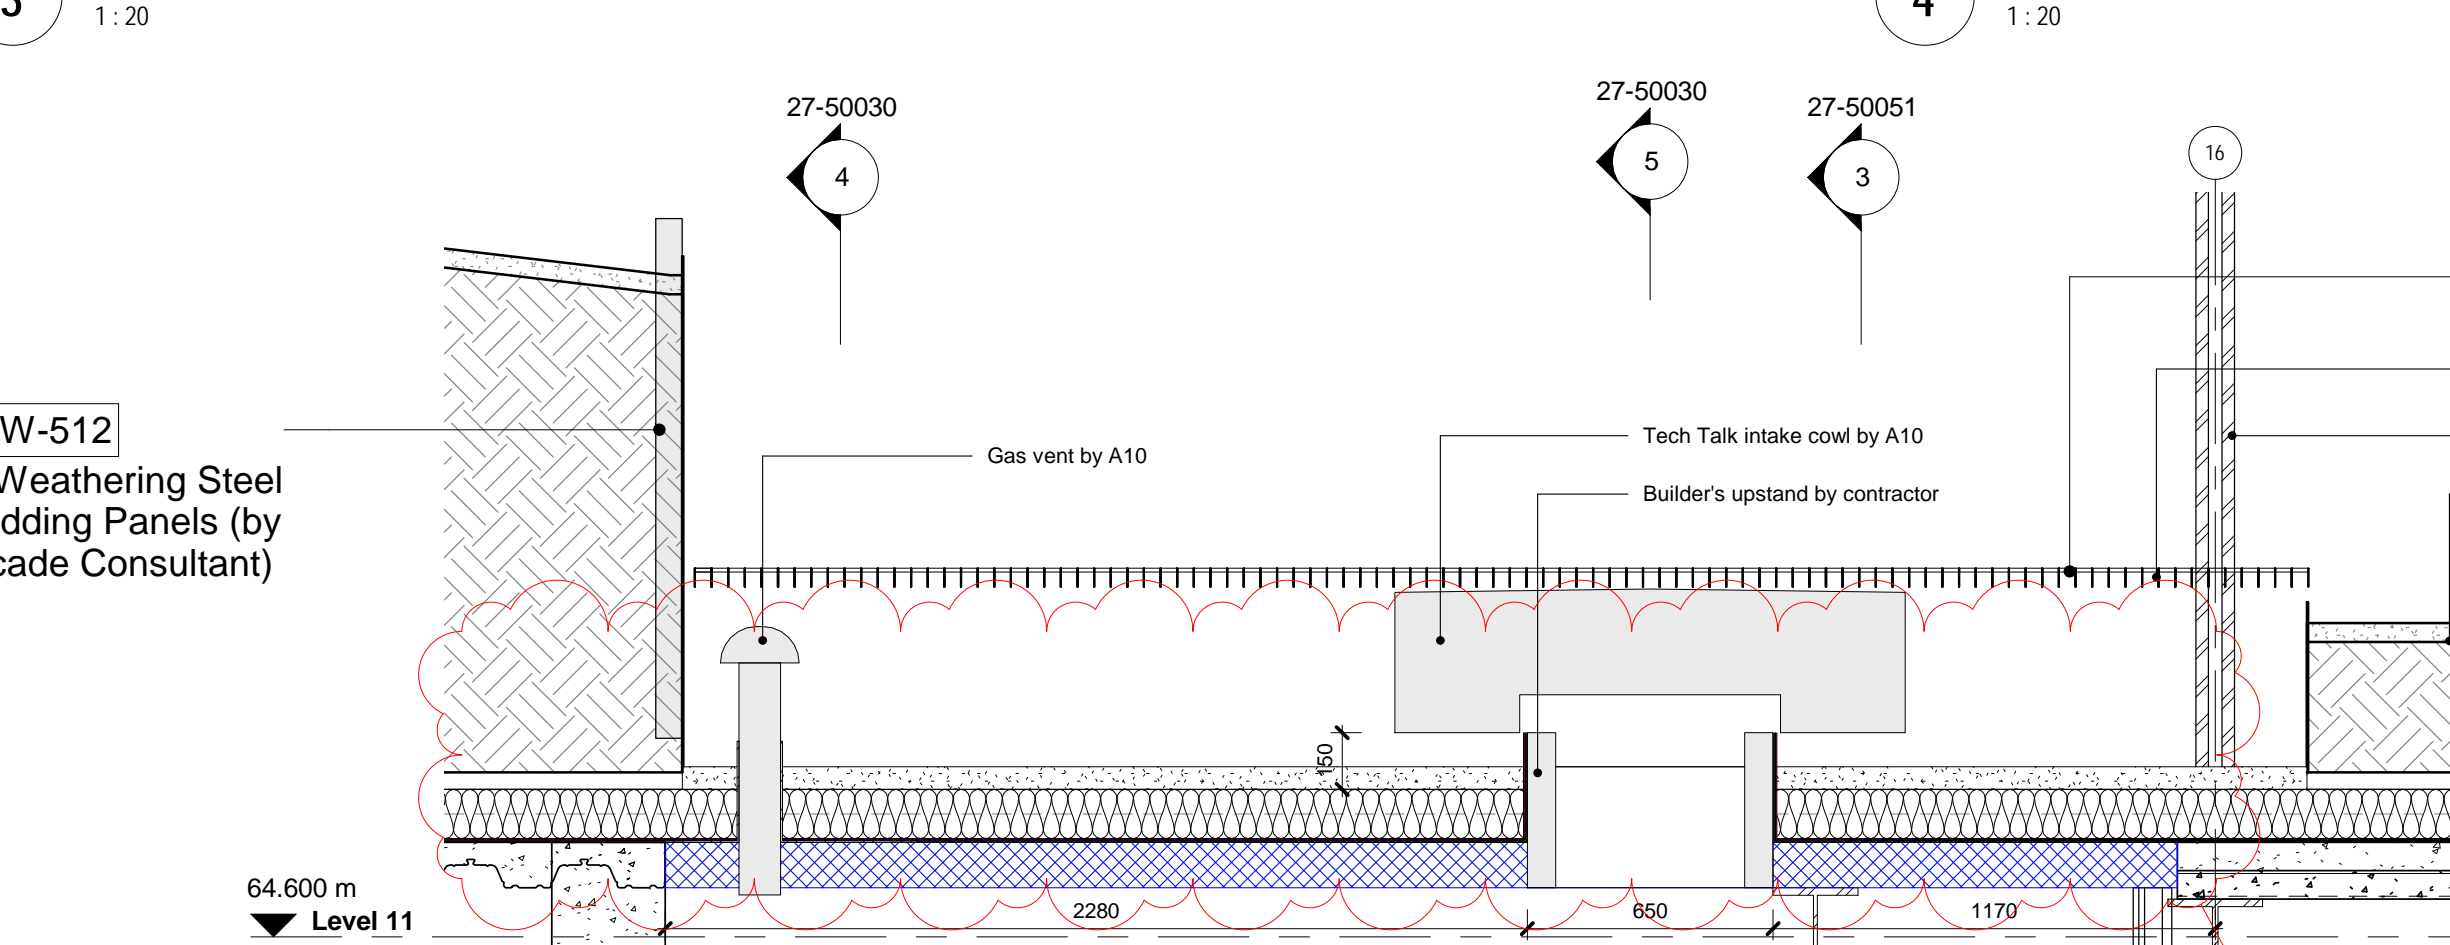 3
1 : 20
4
1 : 20
27-50030
4
27-50030
5
27-50051
3
16
W-512
Weathering Steel
dding Panels (by
cade Consultant)
Gas vent by A10
Tech Talk intake cowl by A10
Builder's upstand by contractor
150
64.600 m
Level 11
2280
650
1170